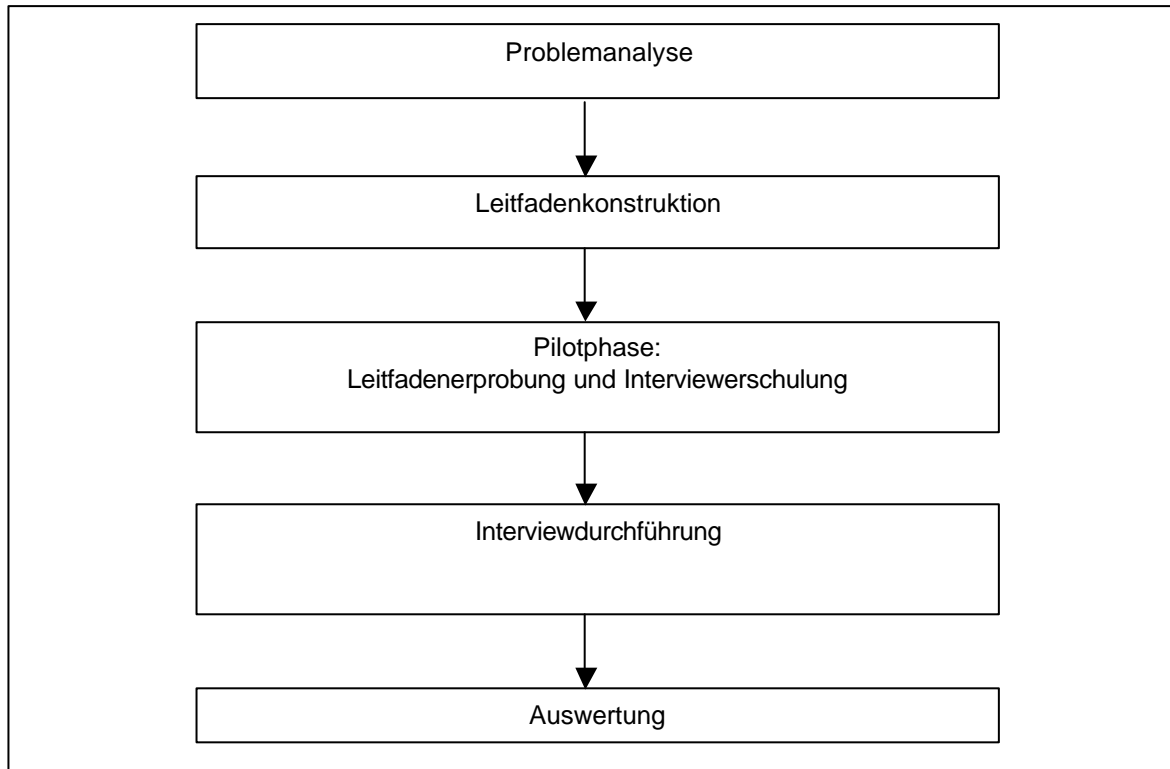 Problemanalyse
Leitfadenkonstruktion
Pilotphase:
Leitfadenerprobung und Interviewerschulung
Interviewdurchführung
Auswertung